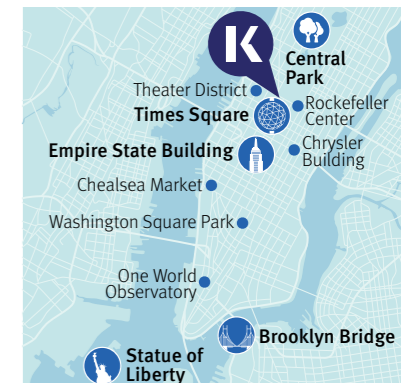 K
Central
Park
Theater District
Times Square
Rockefeller
Center
Empire State Building
Chrysler
Building
Chealsea Market
Washington Square Park
One World
Observatory
Brooklyn Bridge
Statue of
Liberty